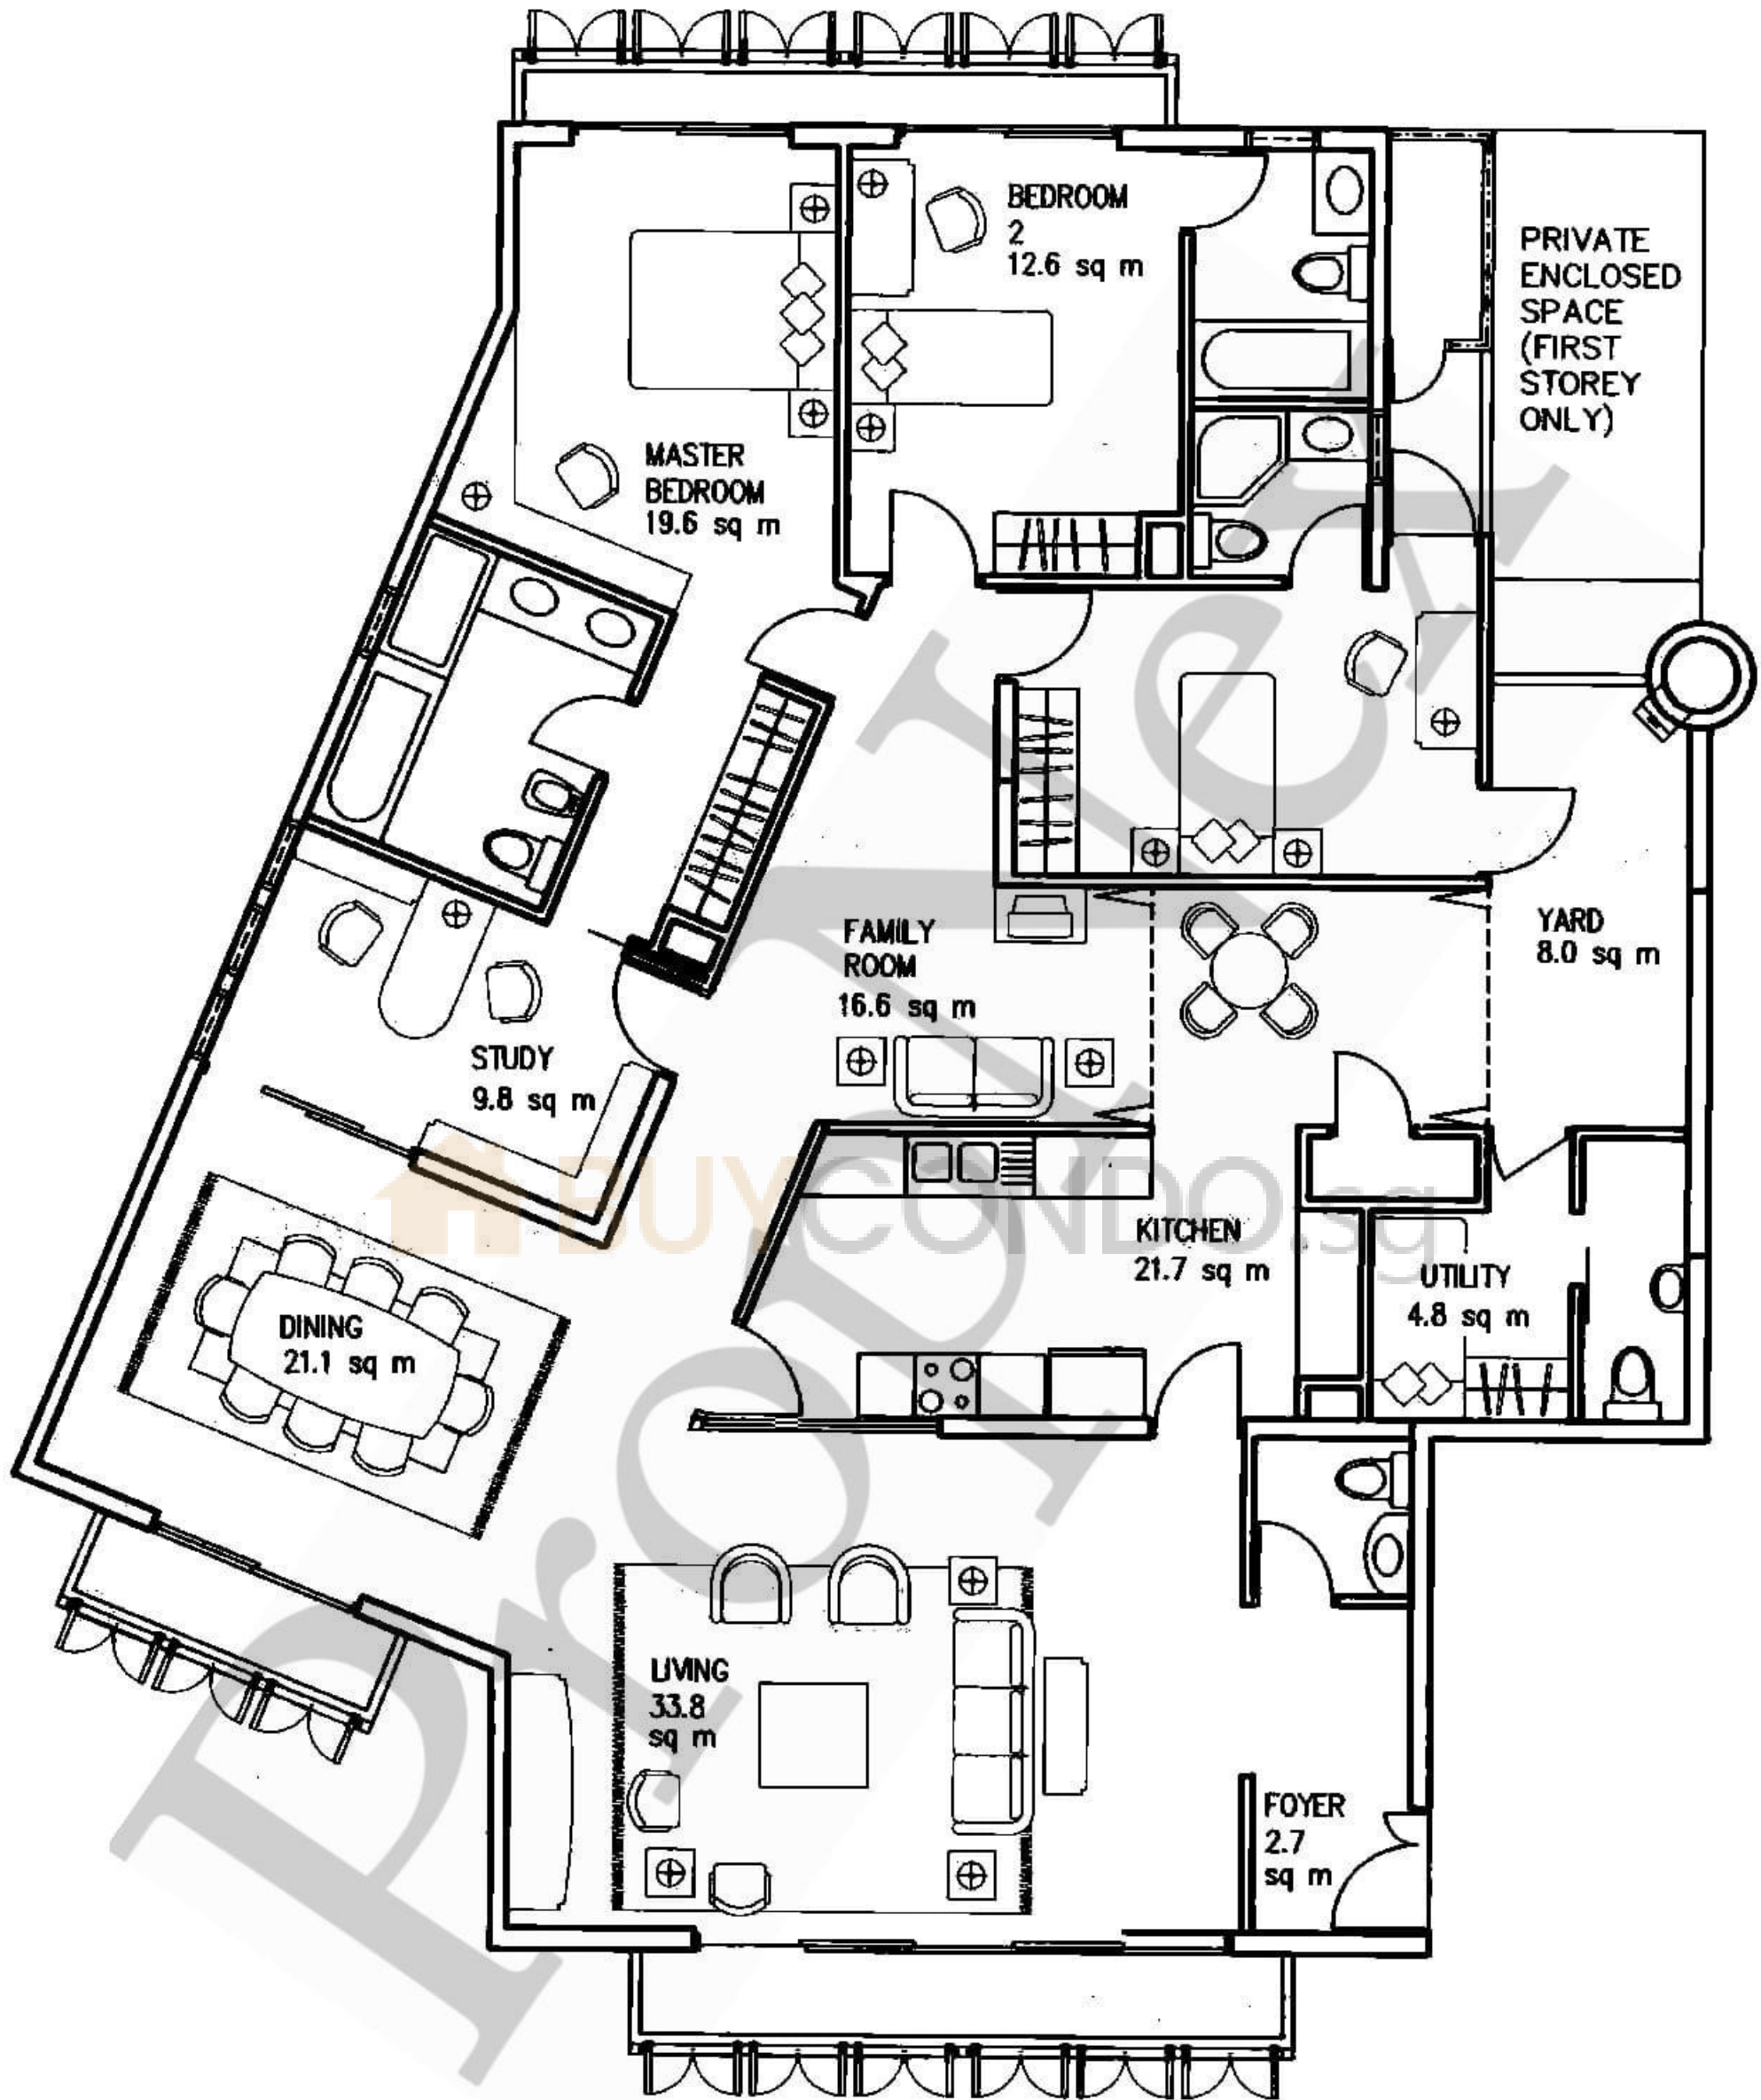 BEDROOM
2
12.6 sq m
PRIVATE
ENCLOSED
SPACE
(FIRST
STOREY
ONLY)
MASTER
BEDROOM
19.6 sq m
FAMILY
ROOM
16.6 sq m
YARD
8.0 sq m
STUDY
9.8 sq m
BUYCONDO.sg
KITCHEN
21.7 sq m
UTILITY
4.8 sq m
DINING
21.1 sq m
LIVING
33.8
sq m
FOYER
2.7
sq m
PropNex